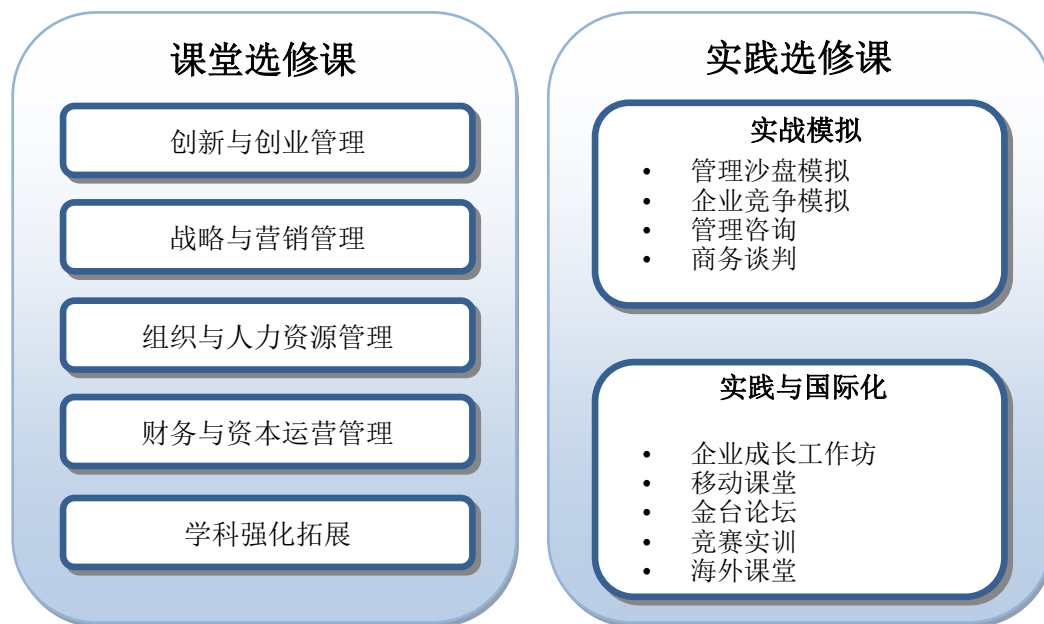 课堂选修课
创新与创业管理
战略与营销管理
组织与人力资源管理
财务与资本运营管理
学科强化拓展
实践选修课
实战模拟
• 管理沙盘模拟
• 企业竞争模拟
• 管理咨询
• 商务谈判
实践与国际化
• 企业成长工作坊
• 移动课堂
• 金台论坛
• 竞赛实训
• 海外课堂